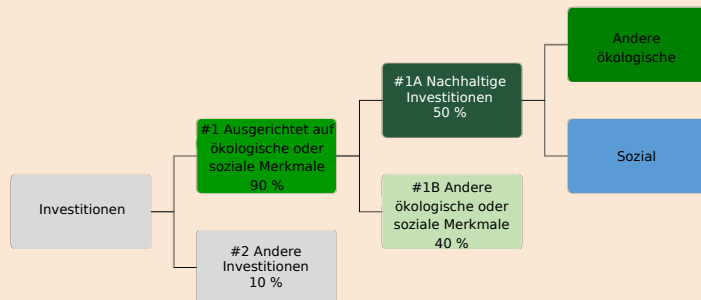 Investitionen
#1 Ausgerichtet auf
ökologische oder
soziale Merkmale
90 %
#2 Andere
Investitionen
10 %
#1A Nachhaltige
Investitionen
50 %
#1B Andere
ökologische oder
soziale Merkmale
40 %
Andere
ökologische
Sozial